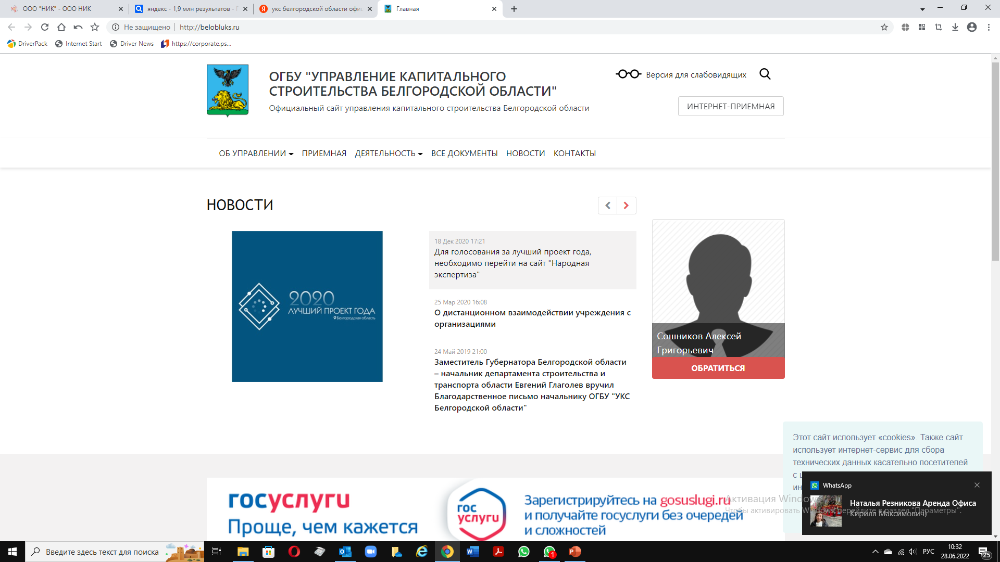 ООО "НИК" - ООО НИК
яндекс - 1,9 млн результатов -
укс белгородской области офи
Главная
Не защищено
http://belobluks.ru
DriverPack
Internet Start
Driver News
https://corporate.ps...
ОГБУ "УПРАВЛЕНИЕ КАПИТАЛЬНОГО
СТРОИТЕЛЬСТВА БЕЛГОРОДСКОЙ ОБЛАСТИ"
Официальный сайт управления капитального строительства Белгородской области
Версия для слабовидящих
ИНТЕРНЕТ-ПРИЕМНАЯ
ОБ УПРАВЛЕНИИ
ПРИЕМНАЯ
ДЕЯТЕЛЬНОСТЬ
ВСЕ ДОКУМЕНТЫ
НОВОСТИ
КОНТАКТЫ
НОВОСТИ
2020
ЛУЧШИЙ ПРОЕКТ ГОДА
Белгородская область
18 Дек 2020 17:21
Для голосования за лучший проект года,
необходимо перейти на сайт "Народная
экспертиза"
25 Мар 2020 16:08
О дистанционном взаимодействии учреждения с
организациями
24 Май 2019 21:00
Заместитель Губернатора Белгородской области
– начальник департамента строительства и
транспорта области Евгений Глаголев вручил
Благодарственное письмо начальнику ОГБУ "УКС
Белгородской области"
Сошников Алексей
Григорьевич
ОБРАТИТЬСЯ
Этот сайт использует «cookies». Также сайт
использует интернет-сервис для сбора
технических данных касательно посетителей
с
ин
госуслуги
Проще, чем кажется
гос
услуги
Зарегистрируйтесь на gosuslugi.ru
и получайте госуслуги без очередей
и сложностей
Активация Windows
Чтобы активировать Windows, перейдите в раздел "Параметры".
WhatsApp
Наталья Резникова Аренда Офиса
Кирилл Максимович)
Введите здесь текст для поиска
1
РУС
10:32
28.06.2022
25